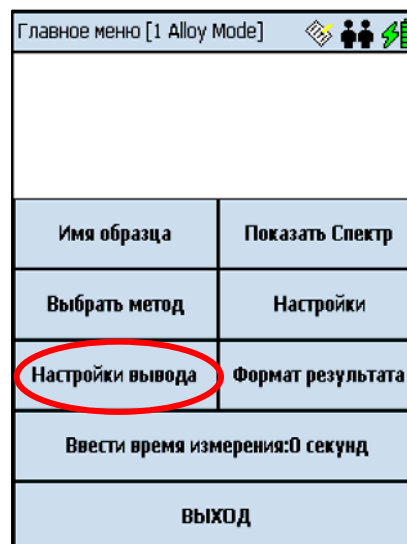 Главное меню [1 Alloy Mode]
Имя образца
Показать Спектр
Выбрать метод
Настройки
Настройки вывода
Формат результата
Ввести время измерения:0 секунд
ВЫХОД